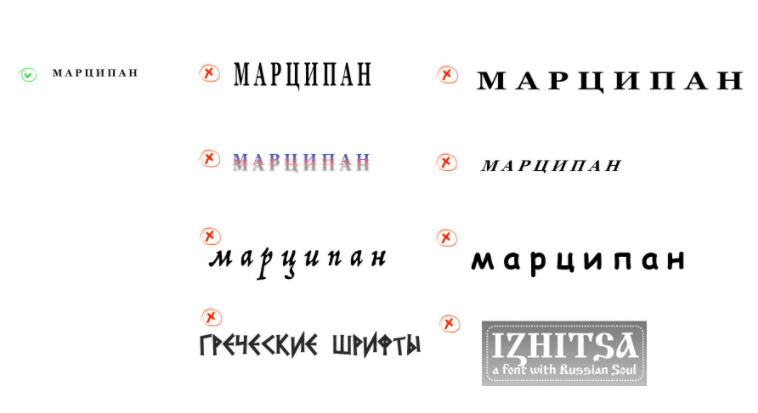 МАРЦИПАН
МАРЦИПАН
МАРЦИПАН
МАРЦИПАН
МАРЦИПАН
марципан
марципан
ГРЕЧЕСКИЕ ШРИФТЫ
IZHITSA
a font with Russian Soul